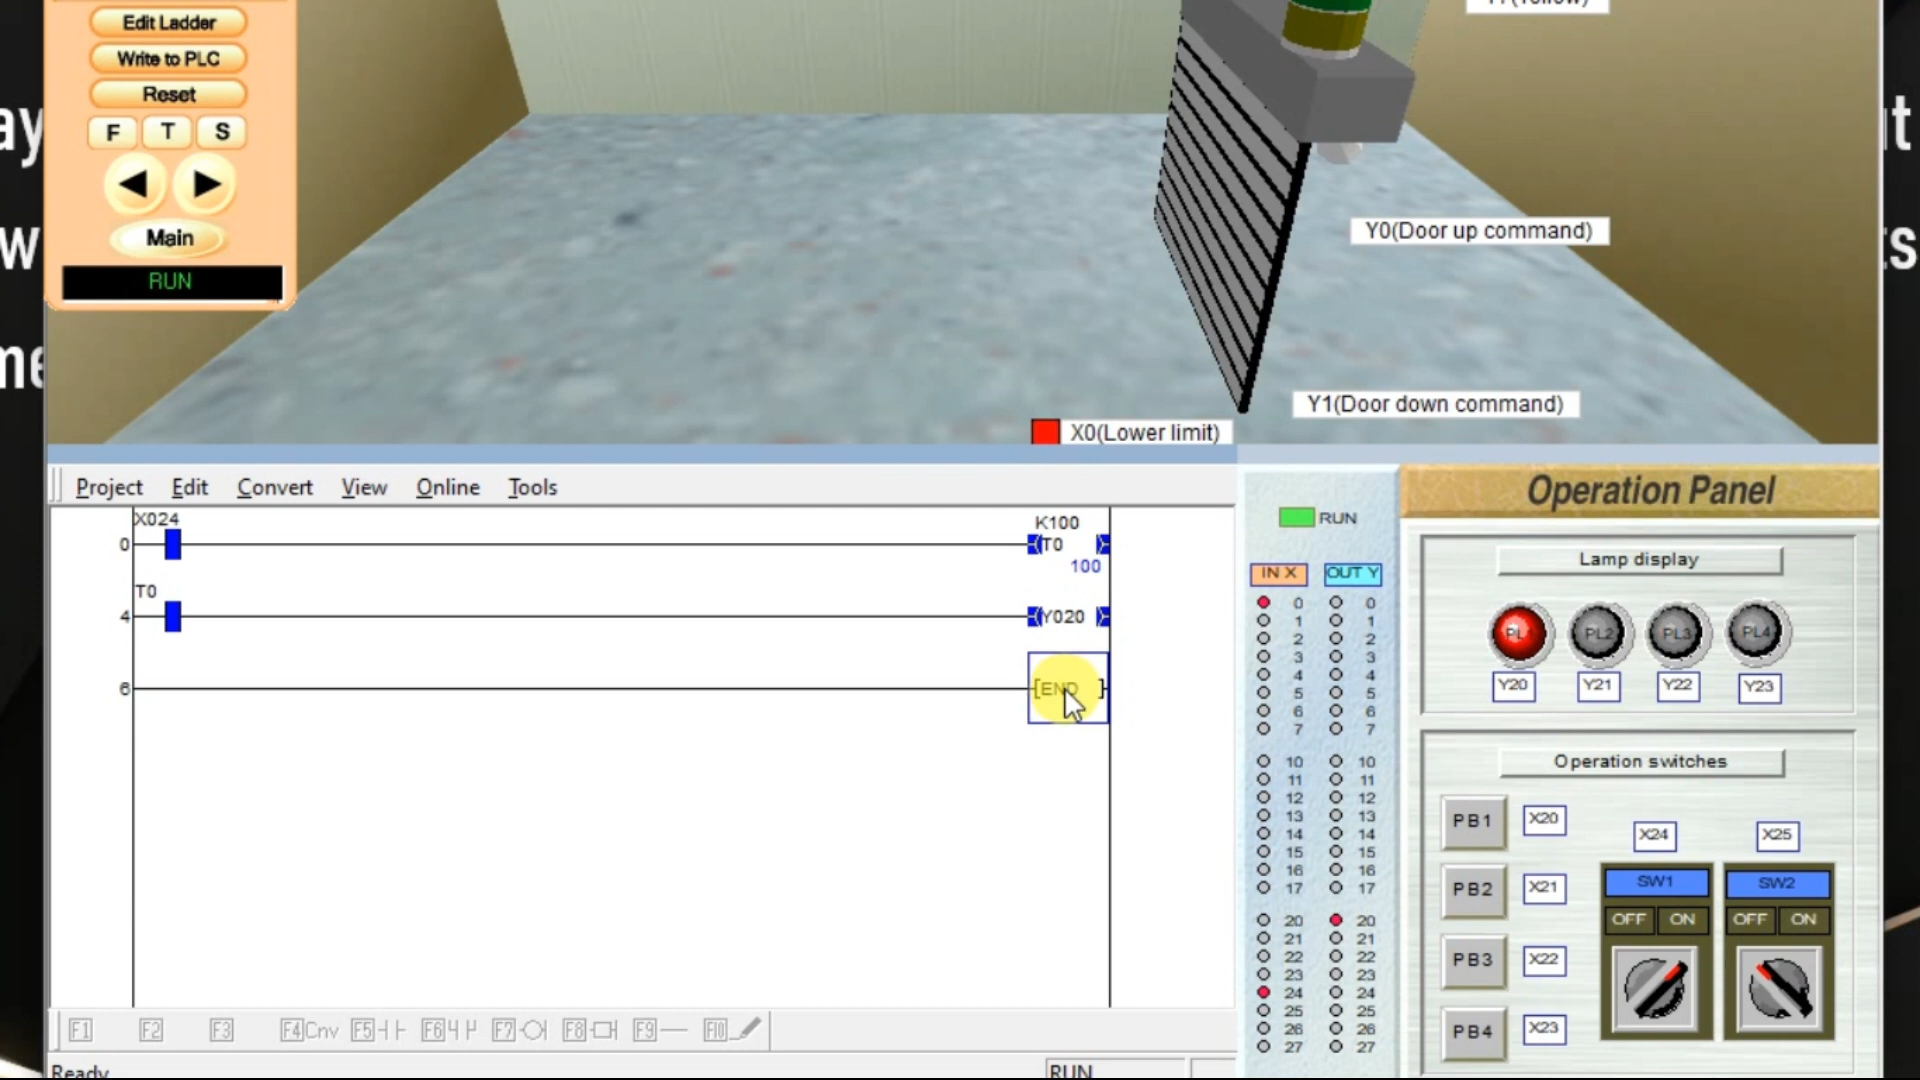 Edit Ladder
Write to PLC
Reset
F T S
Main
RUN
Y0(Door up command)
Y1(Door down command)
X0(Lower limit)
Project Edit Convert View Online Tools
X024
K100
0
T0
100
T0
4
Y020
6
END
F1 F2 F3 F4Cnv F5 F6 F7 F8 F9 F10
Ready
RUN
RUN
IN X OUT Y
0 0
1 1
2 2
3 3
4 4
5 5
6 6
7 7
10 10
11 11
12 12
13 13
14 14
15 15
16 16
17 17
20 20
21 21
22 22
23 23
24 24
25 25
26 26
27 27
Operation Panel
Lamp display
PL1 PL2 PL3 PL4
Y20 Y21 Y22 Y23
Operation switches
PB1 X20
PB2 X21
PB3 X22
PB4 X23
X24 X25
SW1 SW2
OFF ON OFF ON